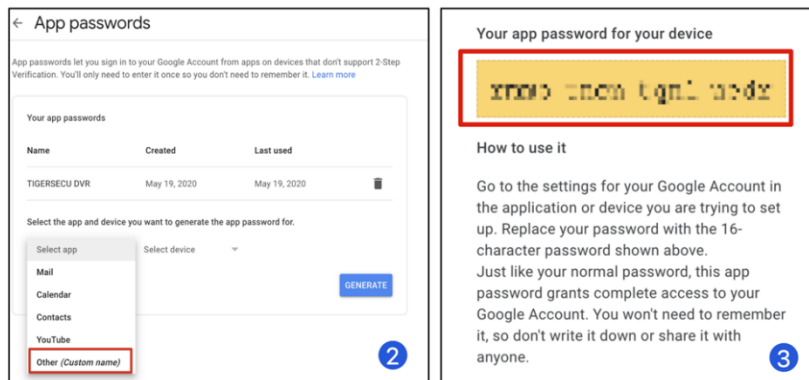 ← App passwords
App passwords let you sign in to your Google Account from apps on devices that don't support 2-Step
Verification. You'll only need to enter it once so you don't need to remember it. Learn more
Your app passwords
Name Created Last used
TIGERSECU DVR May 19, 2020 May 19, 2020
Select the app and device you want to generate the app password for.
Select app Select device
Mail
Calendar
Contacts
YouTube
Other (Custom name)
GENERATE
2
Your app password for your device
How to use it
Go to the settings for your Google Account in
the application or device you are trying to set
up. Replace your password with the 16-
character password shown above.
Just like your normal password, this app
password grants complete access to your
Google Account. You won't need to remember
it, so don't write it down or share it with
anyone.
3